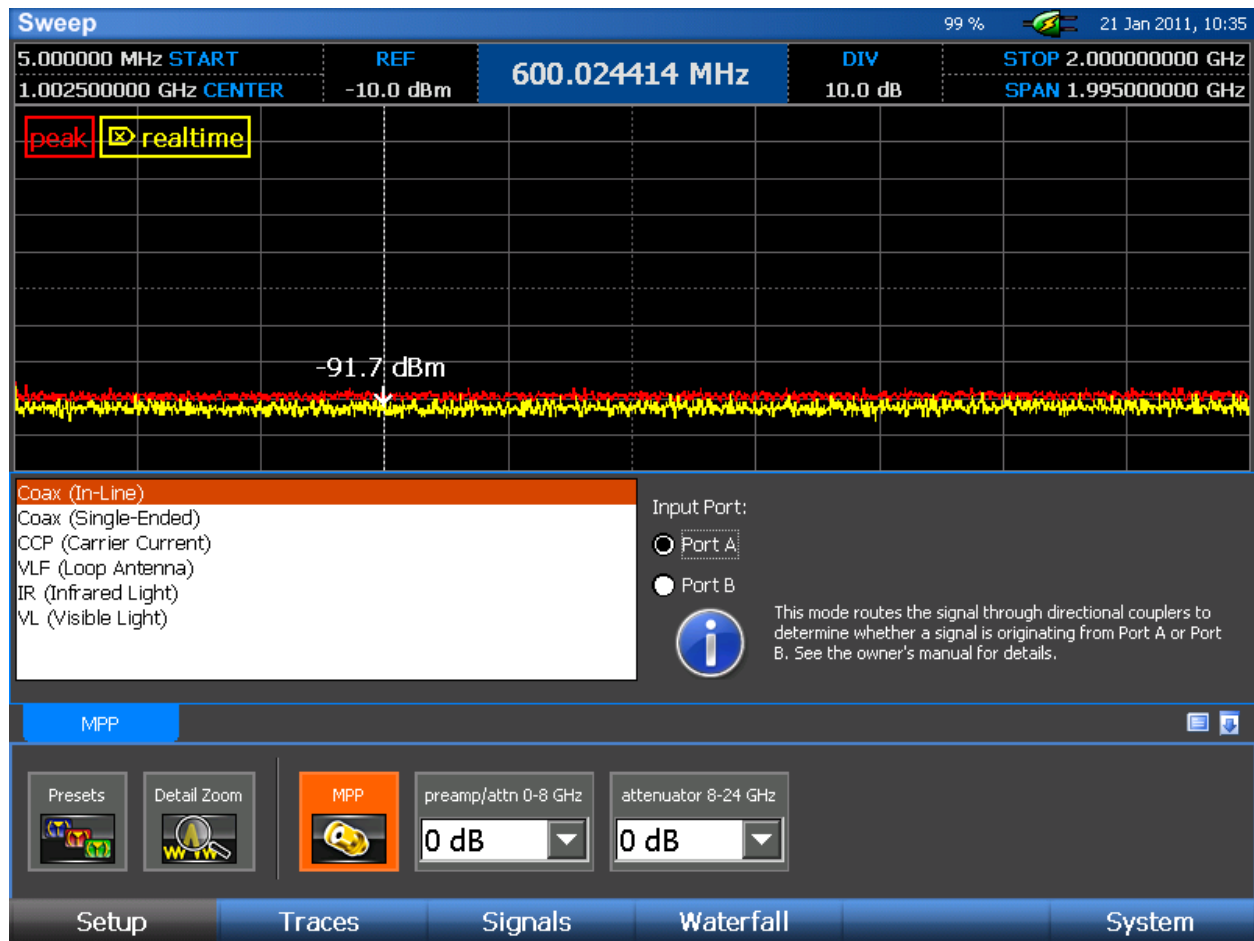 Sweep
99 %
21 Jan 2011, 10:35
5.000000 MHz START
REF
600.024414 MHz
DIV
STOP 2.000000000 GHz
1.002500000 GHz CENTER
-10.0 dBm
10.0 dB
SPAN 1.995000000 GHz
peak
realtime
-91.7 dBm
Coax (In-Line)
Coax (Single-Ended)
CCP (Carrier Current)
VLF (Loop Antenna)
IR (Infrared Light)
VL (Visible Light)
Input Port:
Port A
Port B
This mode routes the signal through directional couplers to
determine whether a signal is originating from Port A or Port
B. See the owner's manual for details.
MPP
Presets
Detail Zoom
MPP
preamp/attn 0-8 GHz
0 dB
attenuator 8-24 GHz
0 dB
Setup
Traces
Signals
Waterfall
System